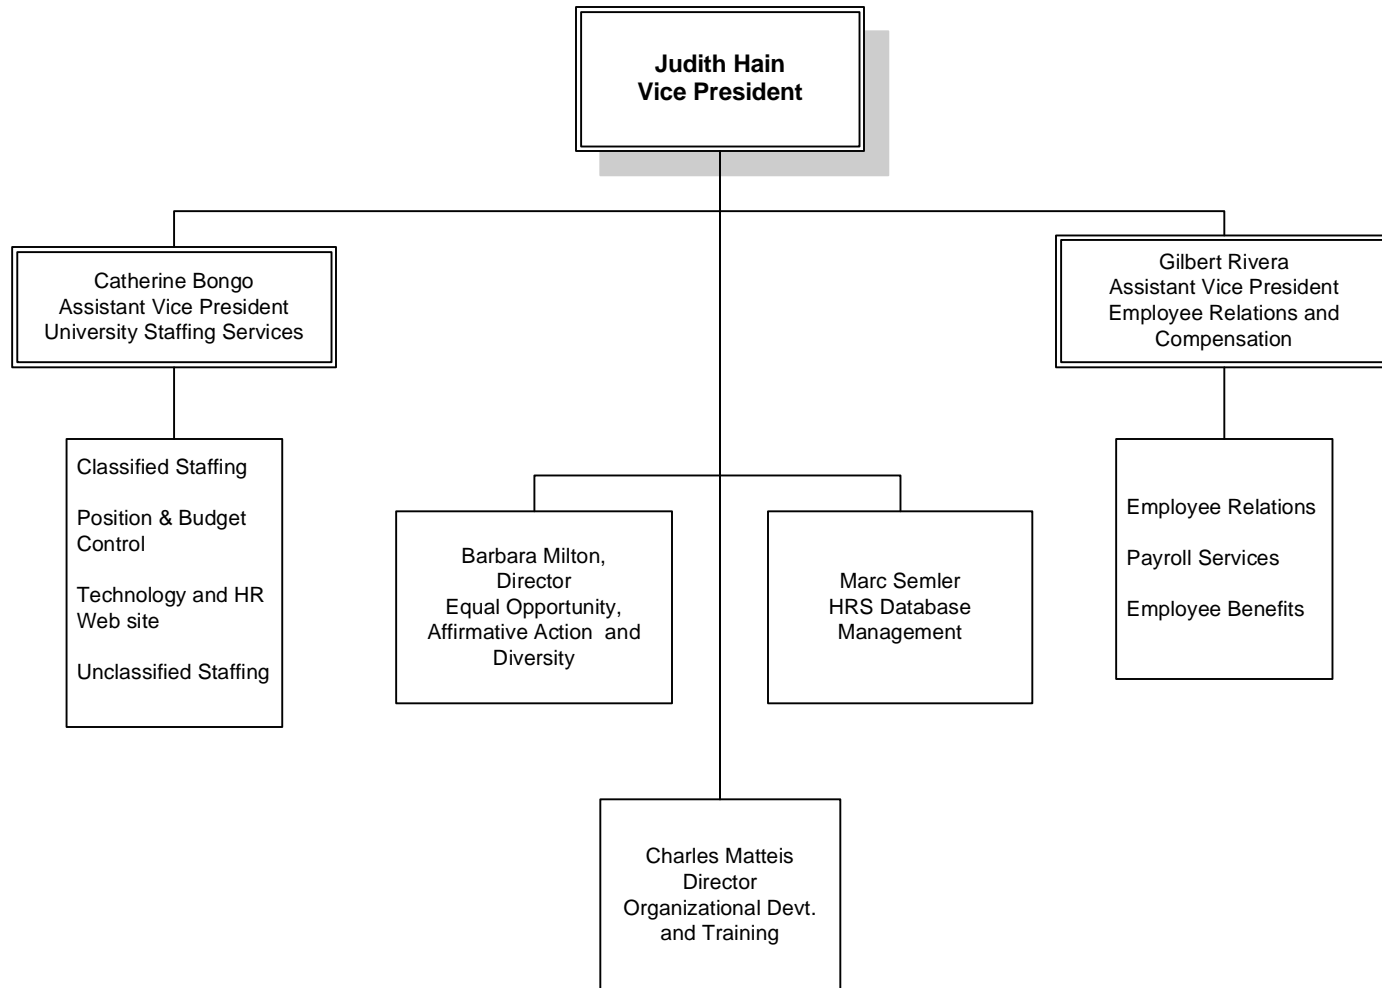 Judith Hain
Vice President
Catherine Bongo
Assistant Vice President
University Staffing Services
Gilbert Rivera
Assistant Vice President
Employee Relations and
Compensation
Classified Staffing
Position & Budget
Control
Technology and HR
Web site
Unclassified Staffing
Barbara Milton,
Director
Equal Opportunity,
Affirmative Action and
Diversity
Marc Semler
HRS Database
Management
Employee Relations
Payroll Services
Employee Benefits
Charles Matteis
Director
Organizational Devt.
and Training